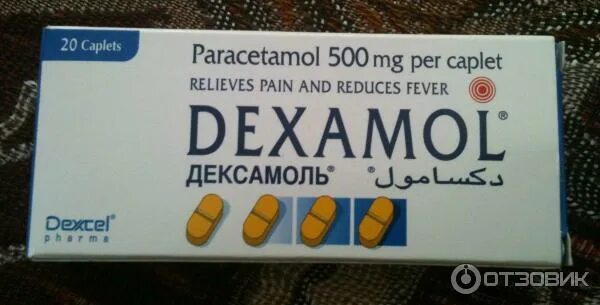 20 Caplets
Paracetamol 500 mg per caplet
RELIEVES PAIN AND REDUCES FEVER
DEXAMOL®
ДЕКСАМОЛЬ® دكسامول®
Dexcel®
pharma
ОТЗОВИК